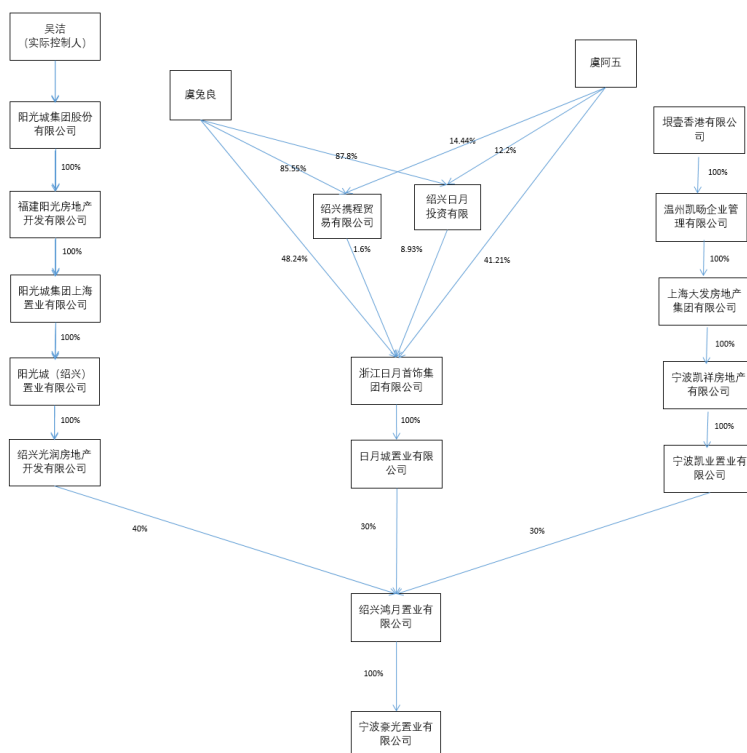 吴洁
（实际控制人）
虞兔良
虞阿五
阳光城集团股份
有限公司
垠壹香港有限公
司
14.44%
12.2%
87.8%
85.55%
100%
100%
福建阳光房地产
开发有限公司
绍兴携程贸
易有限公司
绍兴日月
投资有限
温州凯旸企业管
理有限公司
100%
48.24%
1.6%
8.93%
41.21%
100%
阳光城集团上海
置业有限公司
上海大发房地产
集团有限公司
100%
100%
阳光城（绍兴）
置业有限公司
浙江日月首饰集
团有限公司
宁波凯祥房地产
有限公司
100%
100%
100%
绍兴光润房地产
开发有限公司
日月城置业有限
公司
宁波凯业置业有
限公司
40%
30%
30%
绍兴鸿月置业有
限公司
100%
宁波豪光置业有
限公司